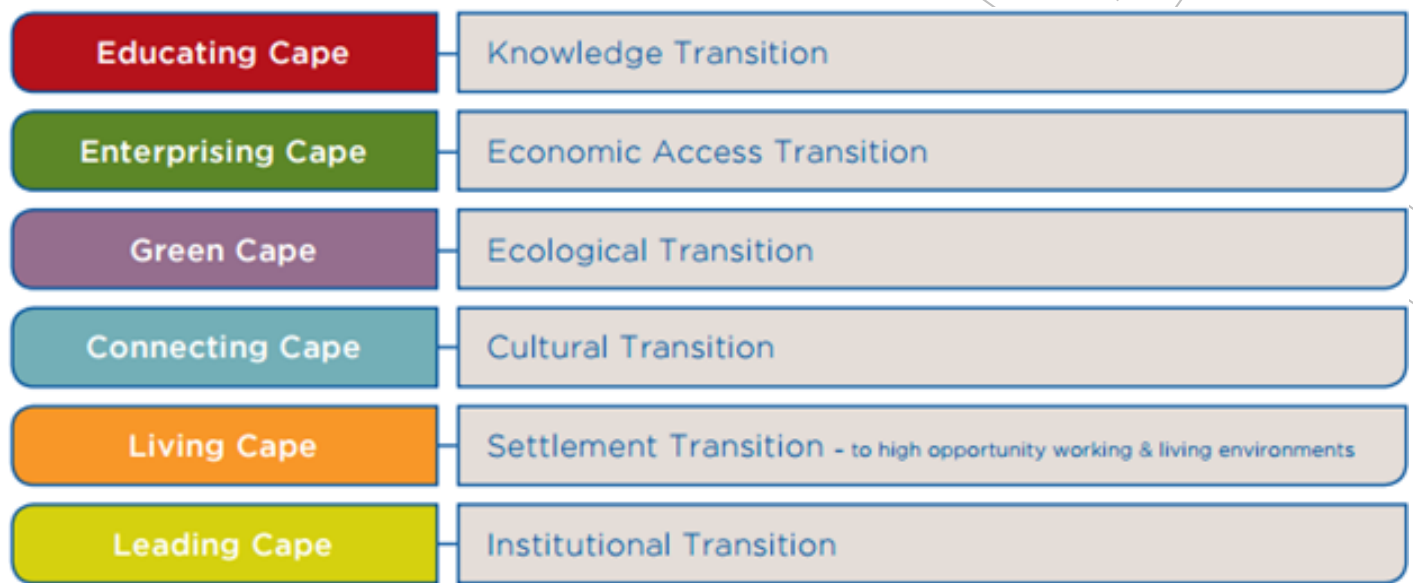 Educating Cape Knowledge Transition
Enterprising Cape Economic Access Transition
Green Cape Ecological Transition
Connecting Cape Cultural Transition
Living Cape Settlement Transition - to high opportunity working & living environments
Leading Cape Institutional Transition